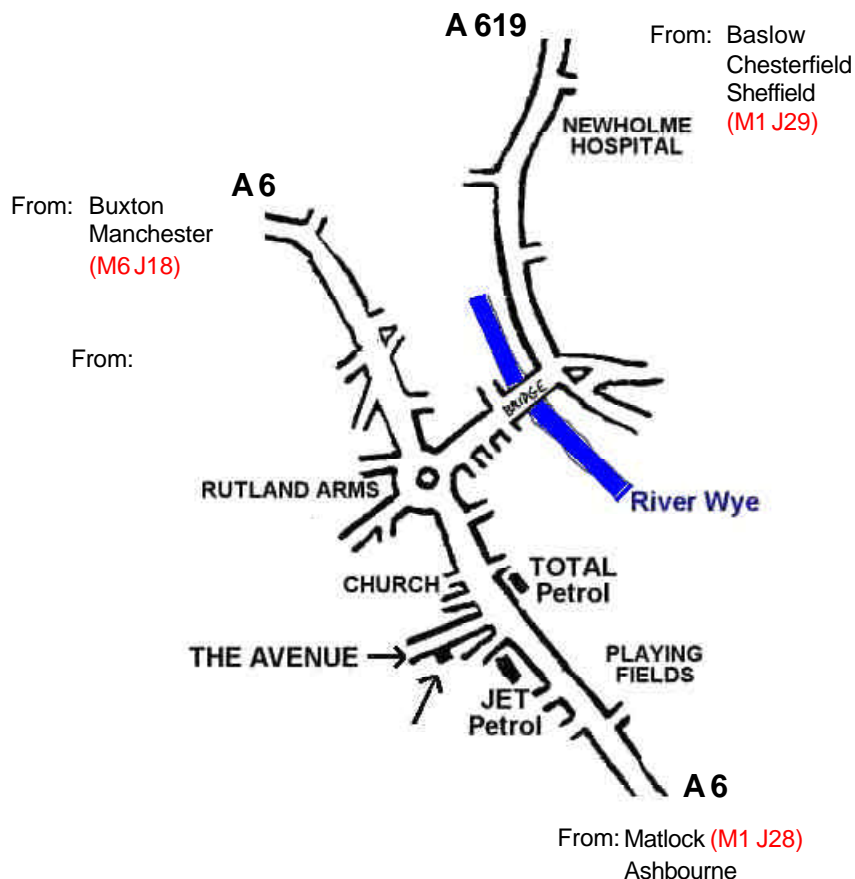 A 619
From: Baslow
Chesterfield
Sheffield
(M1 J29)
NEWHOLME
HOSPITAL
A 6
From: Buxton
Manchester
(M6 J18)
From:
BRIDGE
RUTLAND ARMS
River Wye
CHURCH
TOTAL
Petrol
THE AVENUE
PLAYING
FIELDS
JET
Petrol
A 6
From: Matlock (M1 J28)
Ashbourne